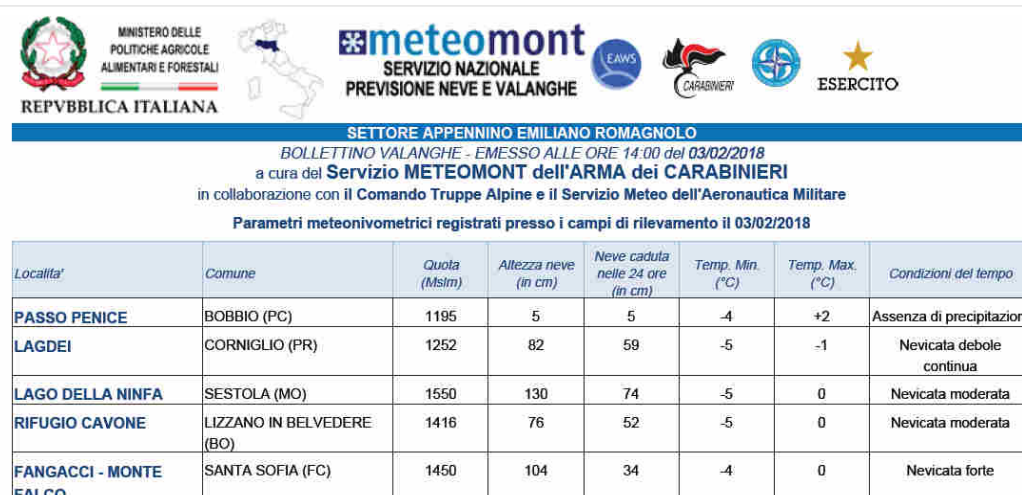 MINISTERO DELLE
POLITICHE AGRICOLE
ALIMENTARI E FORESTALI
REPVBBLICA ITALIANA
meteomont
SERVIZIO NAZIONALE
PREVISIONE NEVE E VALANGHE
EAWS
CARABINIERI
ESERCITO
SETTORE APPENNINO EMILIANO ROMAGNOLO
BOLLETTINO VALANGHE - EMESSO ALLE ORE 14:00 del 03/02/2018
a cura del Servizio METEOMONT dell'ARMA dei CARABINIERI
in collaborazione con il Comando Truppe Alpine e il Servizio Meteo dell'Aeronautica Militare
Parametri meteonivometrici registrati presso i campi di rilevamento il 03/02/2018
Localita' Comune Quota (Mslm) Altezza neve (in cm) Neve caduta nelle 24 ore (in cm) Temp. Min. (°C) Temp. Max. (°C) Condizioni del tempo
PASSO PENICE BOBBIO (PC) 1195 5 5 -4 +2 Assenza di precipitazion
LAGDEI CORNIGLIO (PR) 1252 82 59 -5 -1 Nevicata debole continua
LAGO DELLA NINFA SESTOLA (MO) 1550 130 74 -5 0 Nevicata moderata
RIFUGIO CAVONE LIZZANO IN BELVEDERE (BO) 1416 76 52 -5 0 Nevicata moderata
FANGACCI - MONTE FALCO SANTA SOFIA (FC) 1450 104 34 -4 0 Nevicata forte